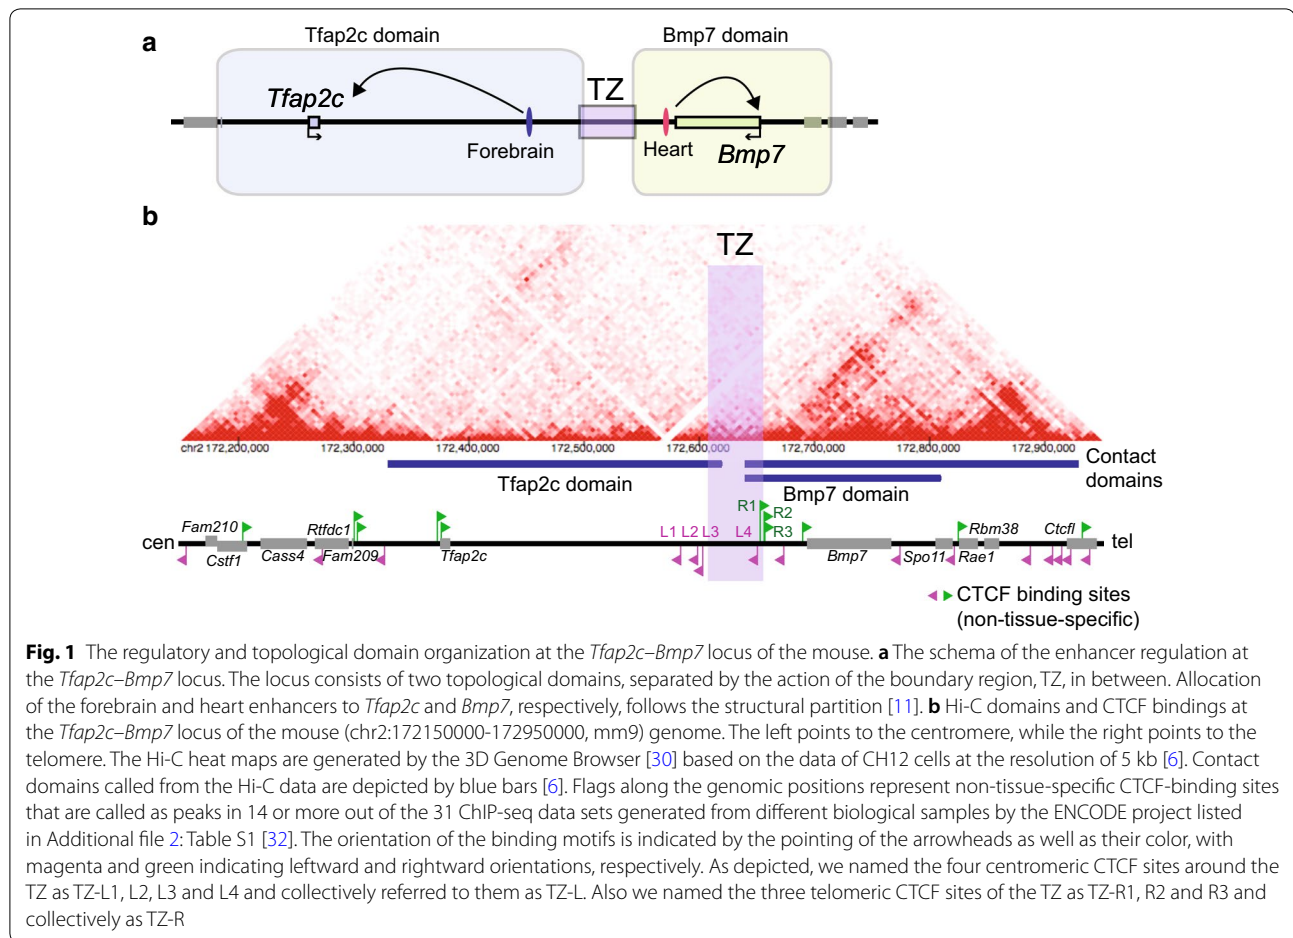 a
Tfap2c domain
Bmp7 domain
Tfap2c
TZ
Forebrain
Heart
Bmp7
b
TZ
chr2 172,200,000 172,300,000 172,400,000 172,500,000 172,600,000 172,700,000 172,800,000 172,900,000
Contact
domains
Tfap2c domain
Bmp7 domain
R1
R2
R3
L1 L2 L3 L4
Fam210 Rtfdc1 Rbm38 Ctcfl
cen
tel
Cstf1 Cass4 Fam209 Tfap2c Bmp7 Spo11 Rae1
CTCF binding sites
(non-tissue-specific)
Fig. 1 The regulatory and topological domain organization at the Tfap2c–Bmp7 locus of the mouse. a The schema of the enhancer regulation at
the Tfap2c–Bmp7 locus. The locus consists of two topological domains, separated by the action of the boundary region, TZ, in between. Allocation
of the forebrain and heart enhancers to Tfap2c and Bmp7, respectively, follows the structural partition [11]. b Hi-C domains and CTCF bindings at
the Tfap2c–Bmp7 locus of the mouse (chr2:172150000-172950000, mm9) genome. The left points to the centromere, while the right points to the
telomere. The Hi-C heat maps are generated by the 3D Genome Browser [30] based on the data of CH12 cells at the resolution of 5 kb [6]. Contact
domains called from the Hi-C data are depicted by blue bars [6]. Flags along the genomic positions represent non-tissue-specific CTCF-binding sites
that are called as peaks in 14 or more out of the 31 ChIP-seq data sets generated from different biological samples by the ENCODE project listed
in Additional file 2: Table S1 [32]. The orientation of the binding motifs is indicated by the pointing of the arrowheads as well as their color, with
magenta and green indicating leftward and rightward orientations, respectively. As depicted, we named the four centromeric CTCF sites around the
TZ as TZ-L1, L2, L3 and L4 and collectively referred to them as TZ-L. Also we named the three telomeric CTCF sites of the TZ as TZ-R1, R2 and R3 and
collectively as TZ-R